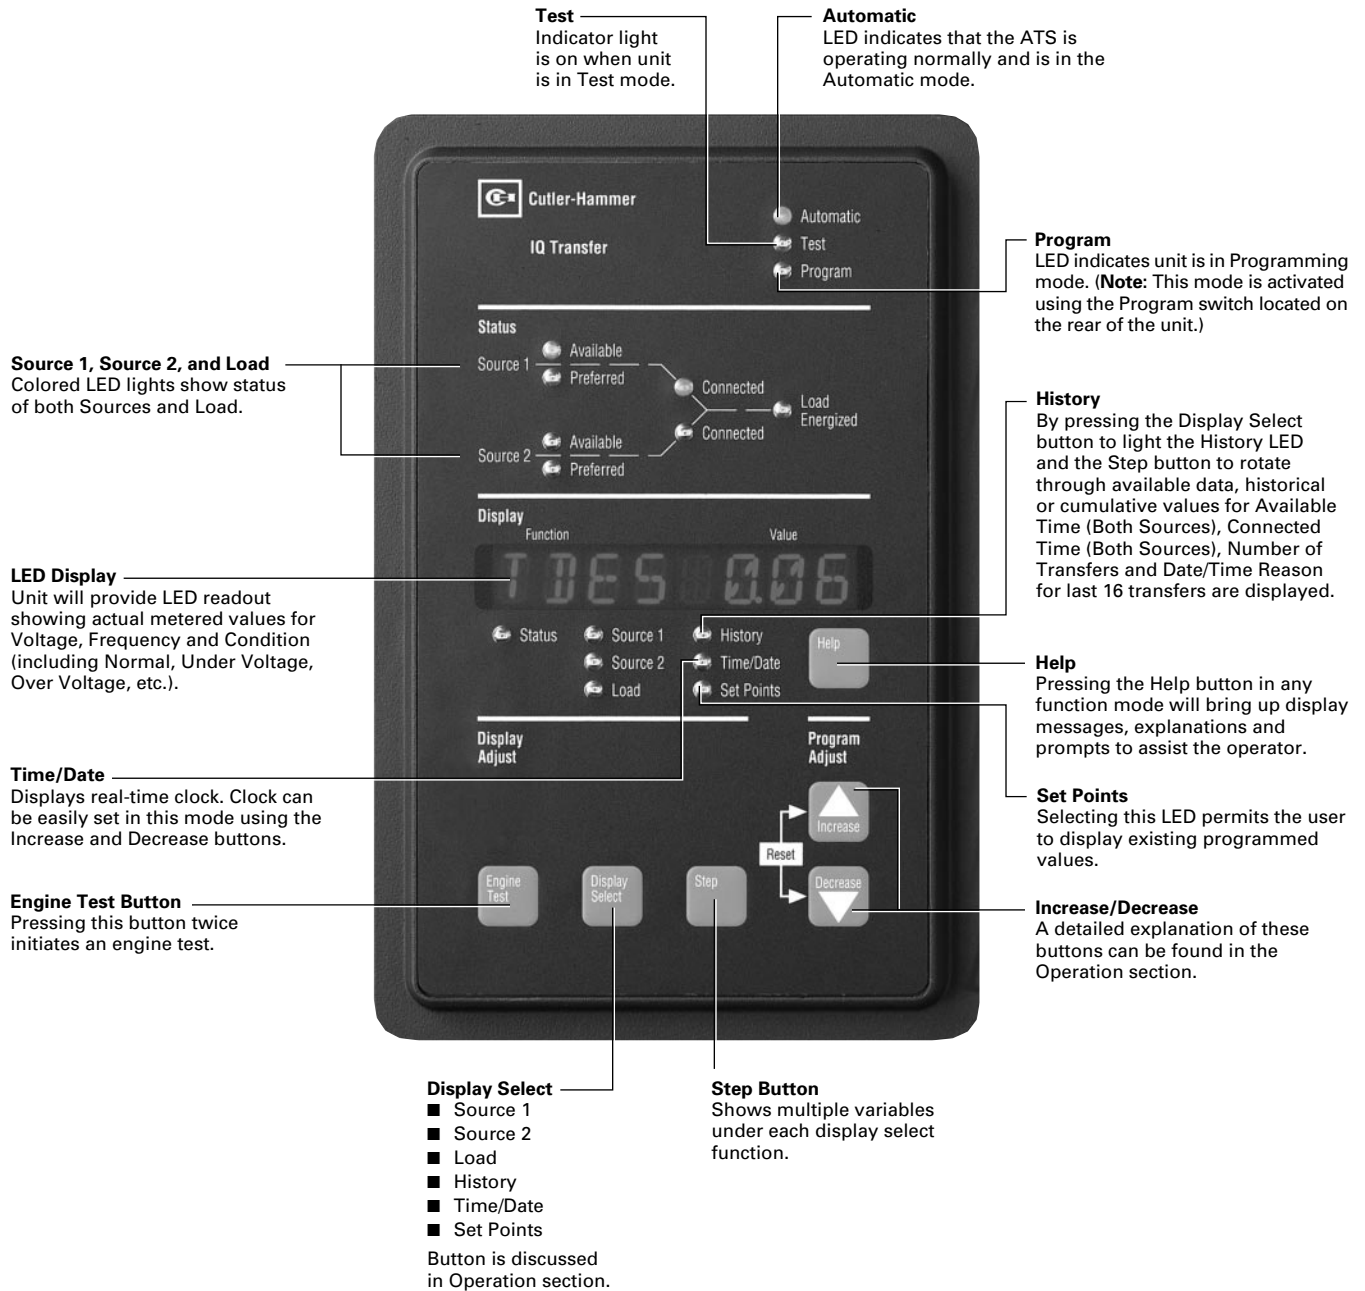 Test
Indicator light
is on when unit
is in Test mode.
Automatic
LED indicates that the ATS is
operating normally and is in the
Automatic mode.
Cutler-Hammer
IQ Transfer
Automatic
Test
Program
Program
LED indicates unit is in Programming
mode. (Note: This mode is activated
using the Program switch located on
the rear of the unit.)
Status
Source 1
Available
Preferred
Connected
Load
Energized
Connected
Source 2
Available
Preferred
Source 1, Source 2, and Load
Colored LED lights show status
of both Sources and Load.
History
By pressing the Display Select
button to light the History LED
and the Step button to rotate
through available data, historical
or cumulative values for Available
Time (Both Sources), Connected
Time (Both Sources), Number of
Transfers and Date/Time Reason
for last 16 transfers are displayed.
Display
Function
Value
TDES 0.06
LED Display
Unit will provide LED readout
showing actual metered values for
Voltage, Frequency and Condition
(including Normal, Under Voltage,
Over Voltage, etc.).
Status
Source 1
Source 2
Load
History
Time/Date
Set Points
Help
Help
Pressing the Help button in any
function mode will bring up display
messages, explanations and
prompts to assist the operator.
Display
Adjust
Program
Adjust
Time/Date
Displays real-time clock. Clock can
be easily set in this mode using the
Increase and Decrease buttons.
Set Points
Selecting this LED permits the user
to display existing programmed
values.
Increase
Reset
Decrease
Engine
Test
Display
Select
Step
Engine Test Button
Pressing this button twice
initiates an engine test.
Increase/Decrease
A detailed explanation of these
buttons can be found in the
Operation section.
Display Select
■ Source 1
■ Source 2
■ Load
■ History
■ Time/Date
■ Set Points
Button is discussed
in Operation section.
Step Button
Shows multiple variables
under each display select
function.